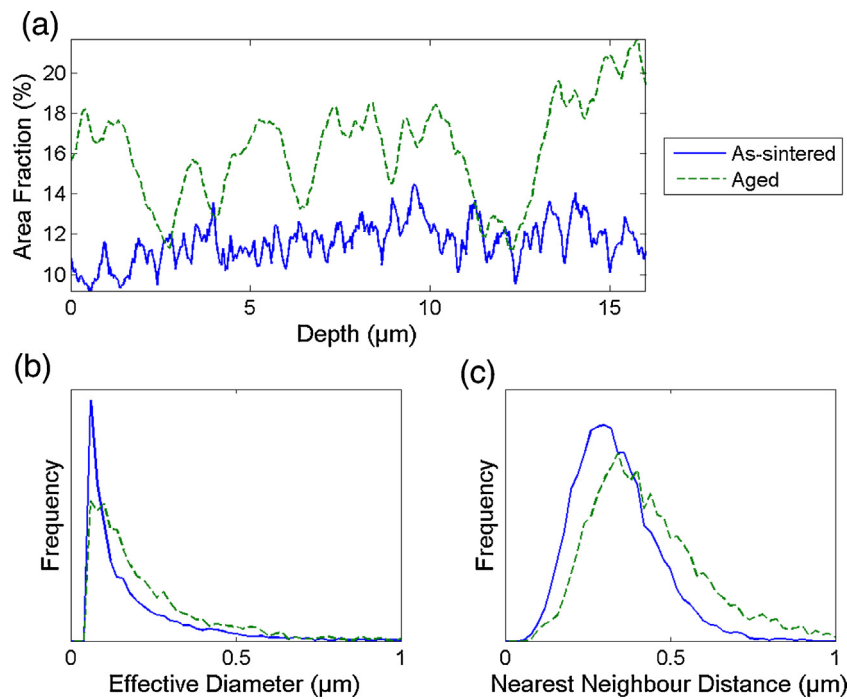 (a)
Area Fraction (%)
20
18
16
14
12
10
0
5
10
15
Depth (µm)
As-sintered
Aged
(b)
Frequency
0
0.5
1
Effective Diameter (µm)
(c)
Frequency
0
0.5
1
Nearest Neighbour Distance (µm)